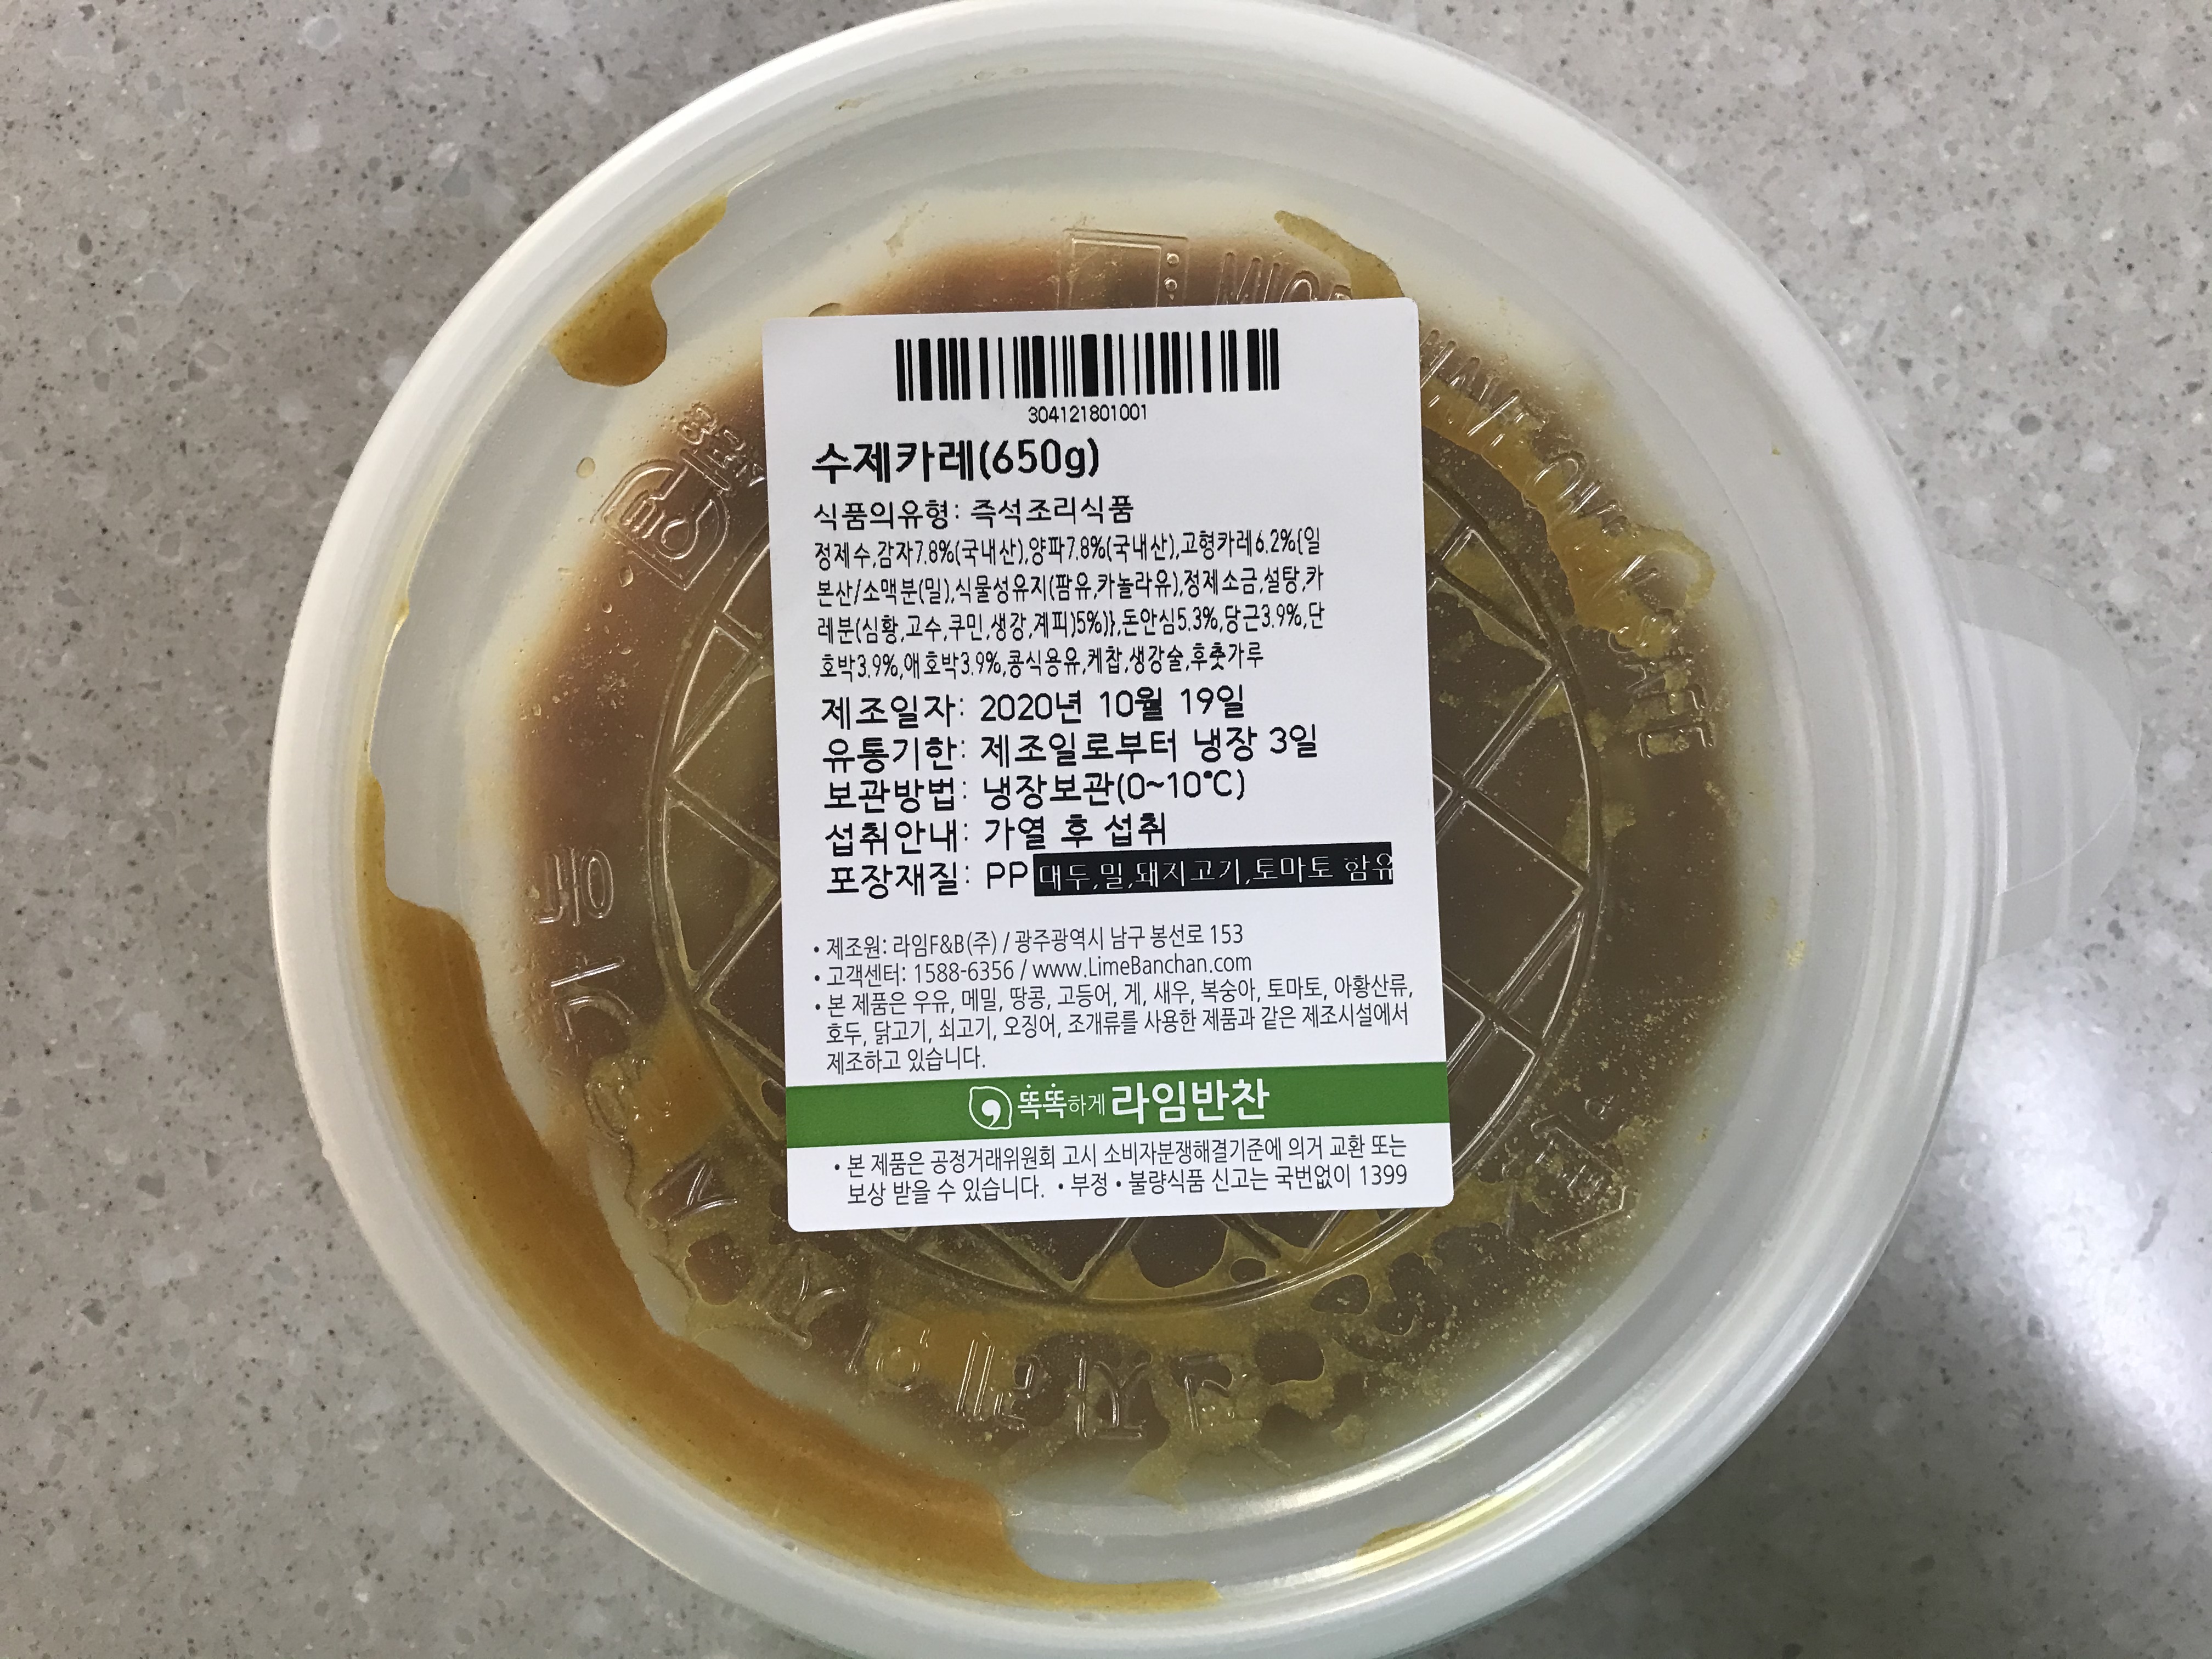 304121801001
수제카레(650g)
식품의유형: 즉석조리식품
정제수,감자7.8%(국내산),양파7.8%(국내산),고형카레6.2%{일
본산/소맥분(밀),식물성유지(팜유,카놀라유),정제소금,설탕,카
레분(심황,고수,쿠민,생강,계피)5%)},돈안심5.3%,당근3.9%,단
호박3.9%,애호박3.9%,콩식용유,케찹,생강술,후춧가루
제조일자: 2020년 10월 19일
유통기한: 제조일로부터 냉장 3일
보관방법: 냉장보관(0~10℃)
섭취안내: 가열 후 섭취
포장재질: PP 대두,밀,돼지고기,토마토 함유
• 제조원: 라임F&B(주) / 광주광역시 남구 봉선로 153
• 고객센터: 1588-6356 / www.LimeBanchan.com
• 본 제품은 우유, 메밀, 땅콩, 고등어, 게, 새우, 복숭아, 토마토, 아황산류,
호두, 닭고기, 쇠고기, 오징어, 조개류를 사용한 제품과 같은 제조시설에서
제조하고 있습니다.
똑똑하게 라임반찬
• 본 제품은 공정거래위원회 고시 소비자분쟁해결기준에 의거 교환 또는
보상 받을 수 있습니다. • 부정 • 불량식품 신고는 국번없이 1399